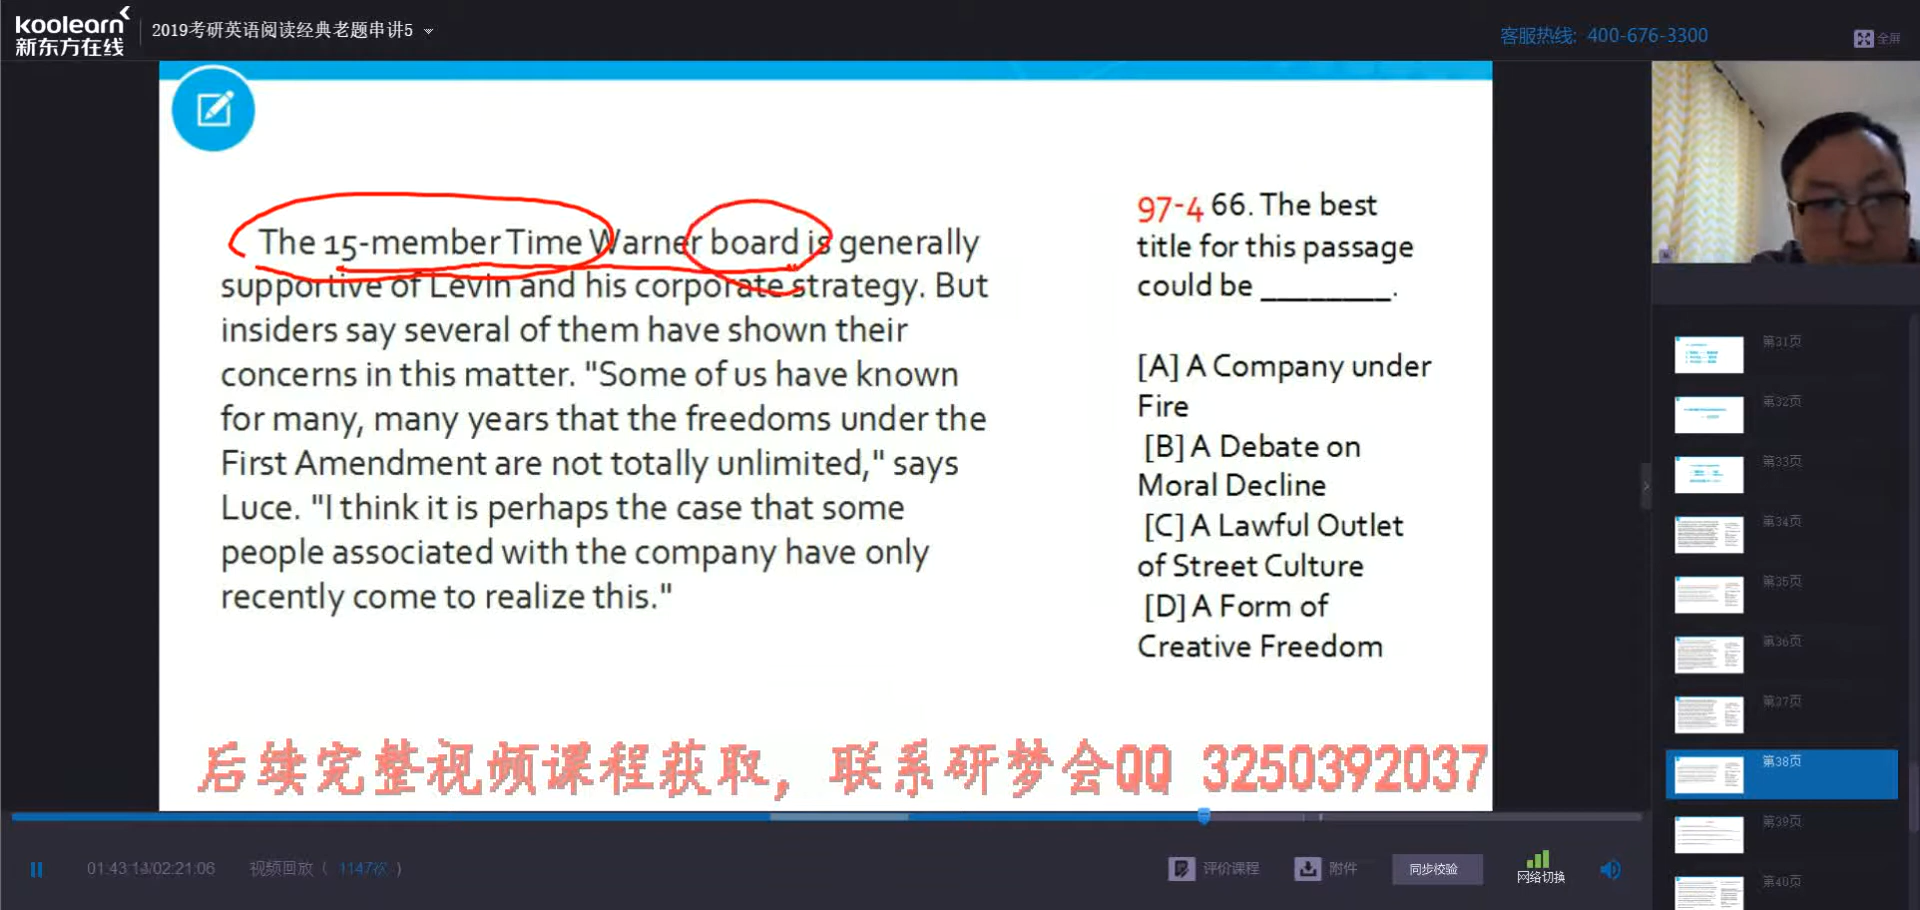 koolearn
新东方在线
2019考研英语阅读经典老题串讲5
客服热线: 400-676-3300
全屏
The 15-member Time Warner board is generally
supportive of Levin and his corporate strategy. But
insiders say several of them have shown their
concerns in this matter. "Some of us have known
for many, many years that the freedoms under the
First Amendment are not totally unlimited," says
Luce. "I think it is perhaps the case that some
people associated with the company have only
recently come to realize this."
97-4 66. The best
title for this passage
could be ________.
[A] A Company under
Fire
[B] A Debate on
Moral Decline
[C] A Lawful Outlet
of Street Culture
[D] A Form of
Creative Freedom
后续完整视频课程获取，联系研梦会QQ 3250392037
第31页
第32页
第33页
第34页
第35页
第36页
第37页
第38页
第39页
第40页
01:43:14/02:21:06
视频回放（ 1147次 ）
评价课程
附件
同步校验
网络切换